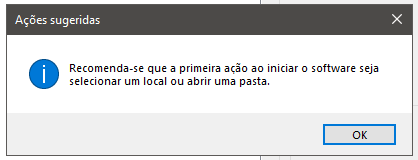 Ações sugeridas
Recomenda-se que a primeira ação ao iniciar o software seja
selecionar um local ou abrir uma pasta.
OK